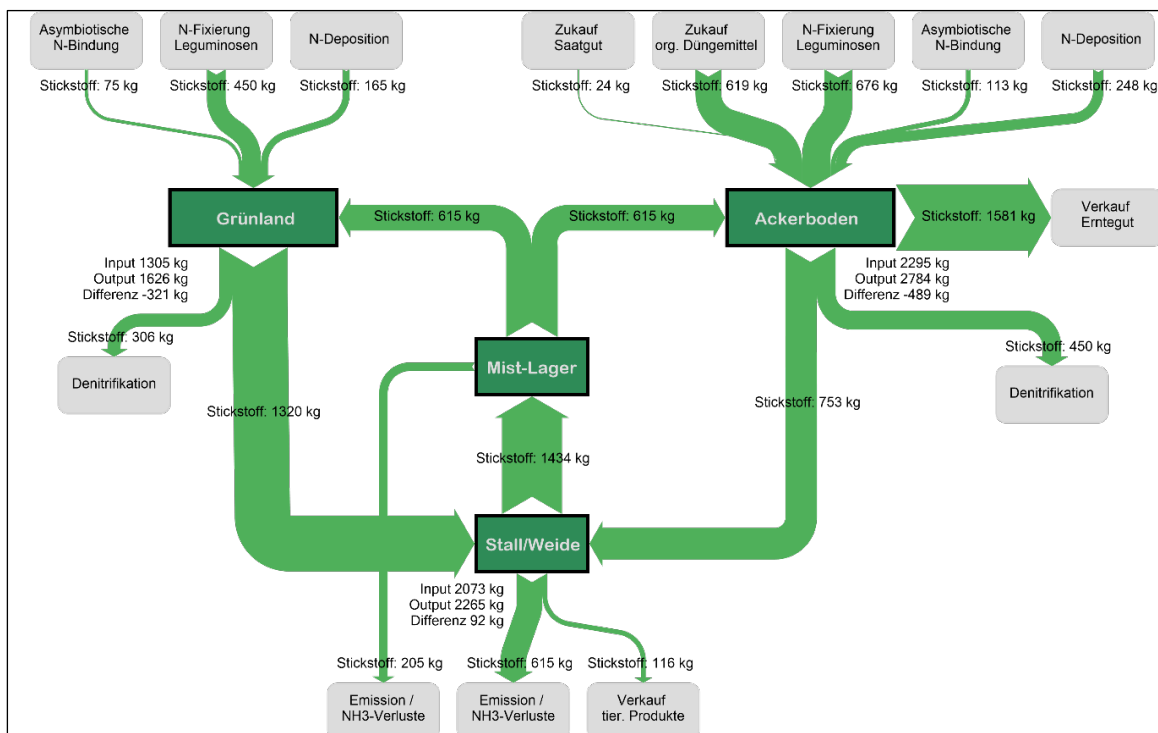 Asymbiotische
N-Bindung
N-Fixierung
Leguminosen
N-Deposition
Zukauf
Saatgut
Zukauf
org. Düngemittel
N-Fixierung
Leguminosen
Asymbiotische
N-Bindung
N-Deposition
Stickstoff: 75 kg
Stickstoff: 450 kg
Stickstoff: 165 kg
Stickstoff: 24 kg
Stickstoff: 619 kg
Stickstoff: 676 kg
Stickstoff: 113 kg
Stickstoff: 248 kg
Grünland
Stickstoff: 615 kg
Stickstoff: 615 kg
Ackerboden
Stickstoff: 1581 kg
Verkauf
Erntegut
Input 1305 kg
Output 1626 kg
Differenz -321 kg
Input 2295 kg
Output 2784 kg
Differenz -489 kg
Stickstoff: 306 kg
Denitrifikation
Mist-Lager
Stickstoff: 450 kg
Denitrifikation
Stickstoff: 1320 kg
Stickstoff: 753 kg
Stickstoff: 1434 kg
Stall/Weide
Input 2073 kg
Output 2265 kg
Differenz 92 kg
Stickstoff: 205 kg
Stickstoff: 615 kg
Stickstoff: 116 kg
Emission /
NH3-Verluste
Emission /
NH3-Verluste
Verkauf
tier. Produkte